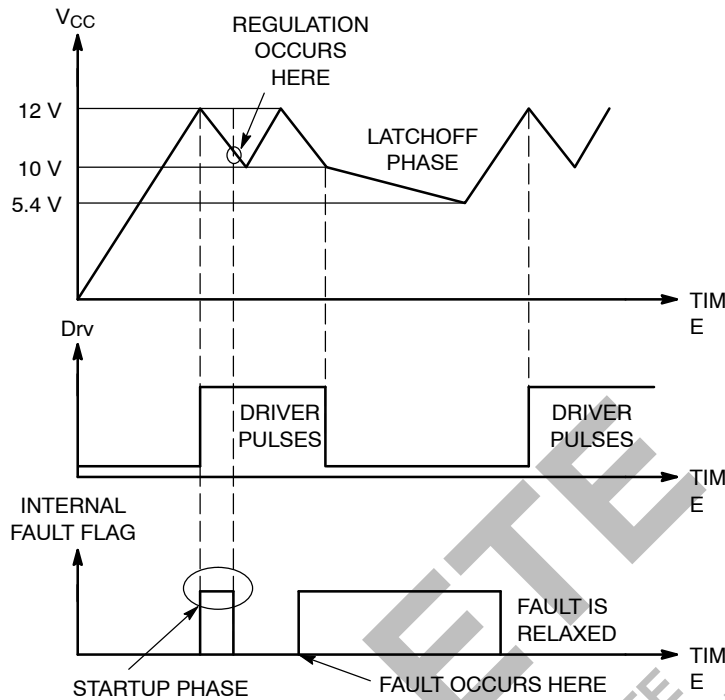 VCC
REGULATION
OCCURS
HERE
12 V
LATCHOFF
PHASE
10 V
5.4 V
TIM
E
Drv
DRIVER
PULSES
DRIVER
PULSES
TIM
E
INTERNAL
FAULT FLAG
FAULT IS
RELAXED
TIM
E
STARTUP PHASE
FAULT OCCURS HERE
ETE